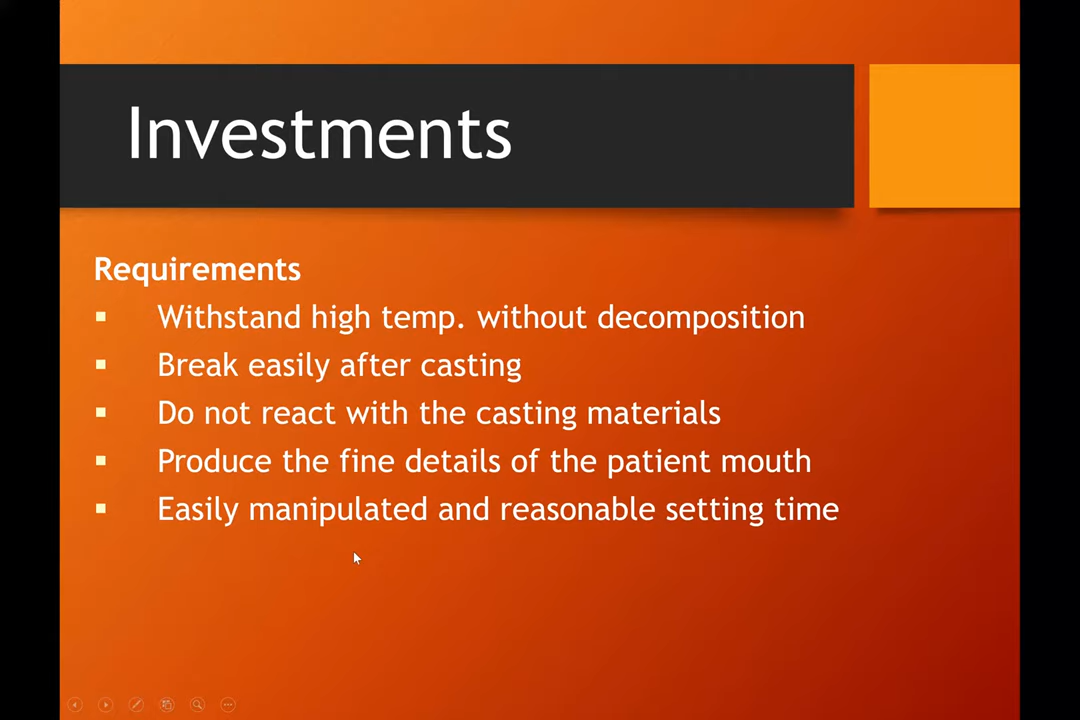 Investments
Requirements
▪ Withstand high temp. without decomposition
▪ Break easily after casting
▪ Do not react with the casting materials
▪ Produce the fine details of the patient mouth
▪ Easily manipulated and reasonable setting time